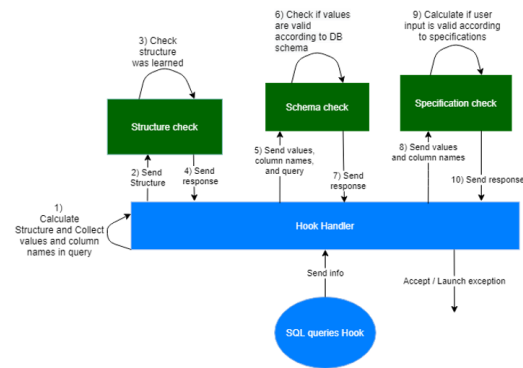 3) Check
structure
was learned
6) Check if values
are valid
according to DB
schema
9) Calculate if user
input is valid according
to specifications
Structure check
Schema check
Specification check
2) Send
Structure
4) Send
response
5) Send values,
column names,
and query
7) Send
response
8) Send values
and column names
10) Send response
1)
Calculate
Structure and Collect
values and column
names in query
Hook Handler
Send info
Accept / Launch exception
SQL queries Hook